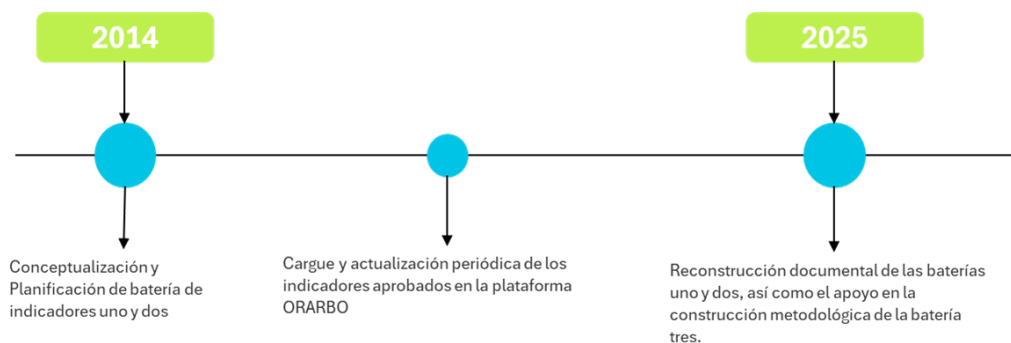 2014
2025
Conceptualización y
Planificación de batería de
indicadores uno y dos
Cargue y actualización periódica de los
indicadores aprobados en la plataforma
ORARBO
Reconstrucción documental de las baterías
uno y dos, así como el apoyo en la
construcción metodológica de la batería
tres.